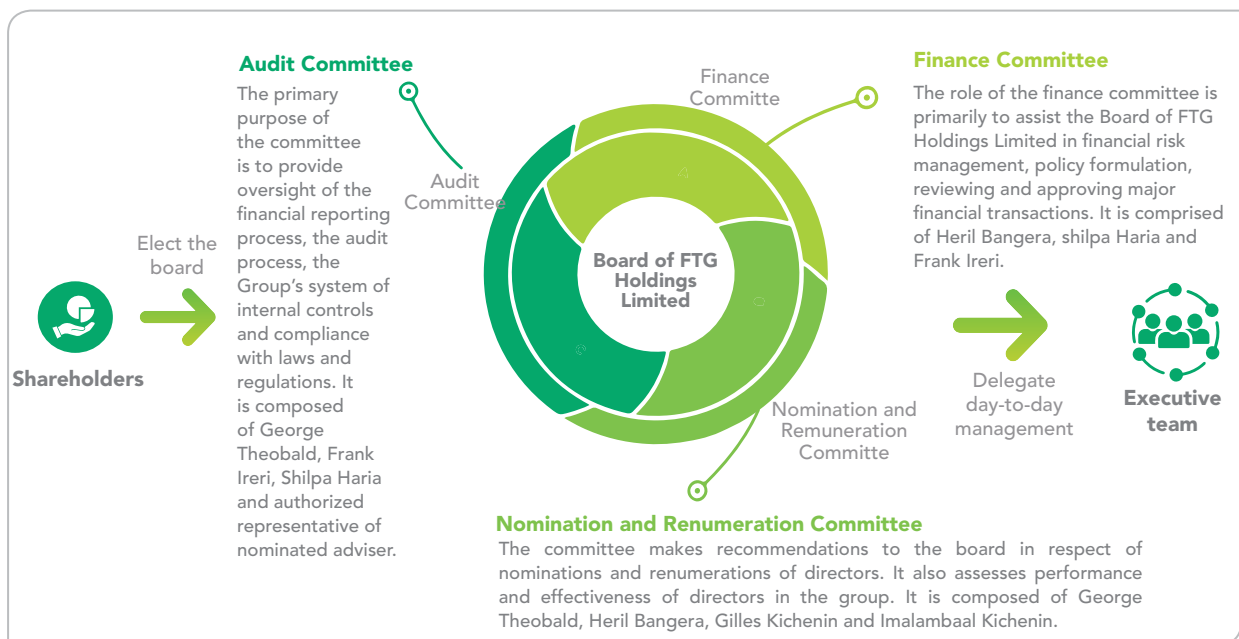 Shareholders
Elect the
board
Audit Committee
The primary
purpose of
the committee
is to provide
oversight of the
financial reporting
process, the audit
process, the
Group’s system of
internal controls
and compliance
with laws and
regulations. It
is composed
of George
Theobald, Frank
Ireri, Shilpa Haria
and authorized
representative of
nominated adviser.
Audit
Committee
Finance
Committe
Board of FTG
Holdings
Limited
Nomination and
Remuneration
Committe
Finance Committee
The role of the finance committee is
primarily to assist the Board of FTG
Holdings Limited in financial risk
management, policy formulation,
reviewing and approving major
financial transactions. It is comprised
of Heril Bangera, shilpa Haria and
Frank Ireri.
Delegate
day-to-day
management
Executive
team
Nomination and Renumeration Committee
The committee makes recommendations to the board in respect of
nominations and renumerations of directors. It also assesses performance
and effectiveness of directors in the group. It is composed of George
Theobald, Heril Bangera, Gilles Kichenin and Imalambaal Kichenin.